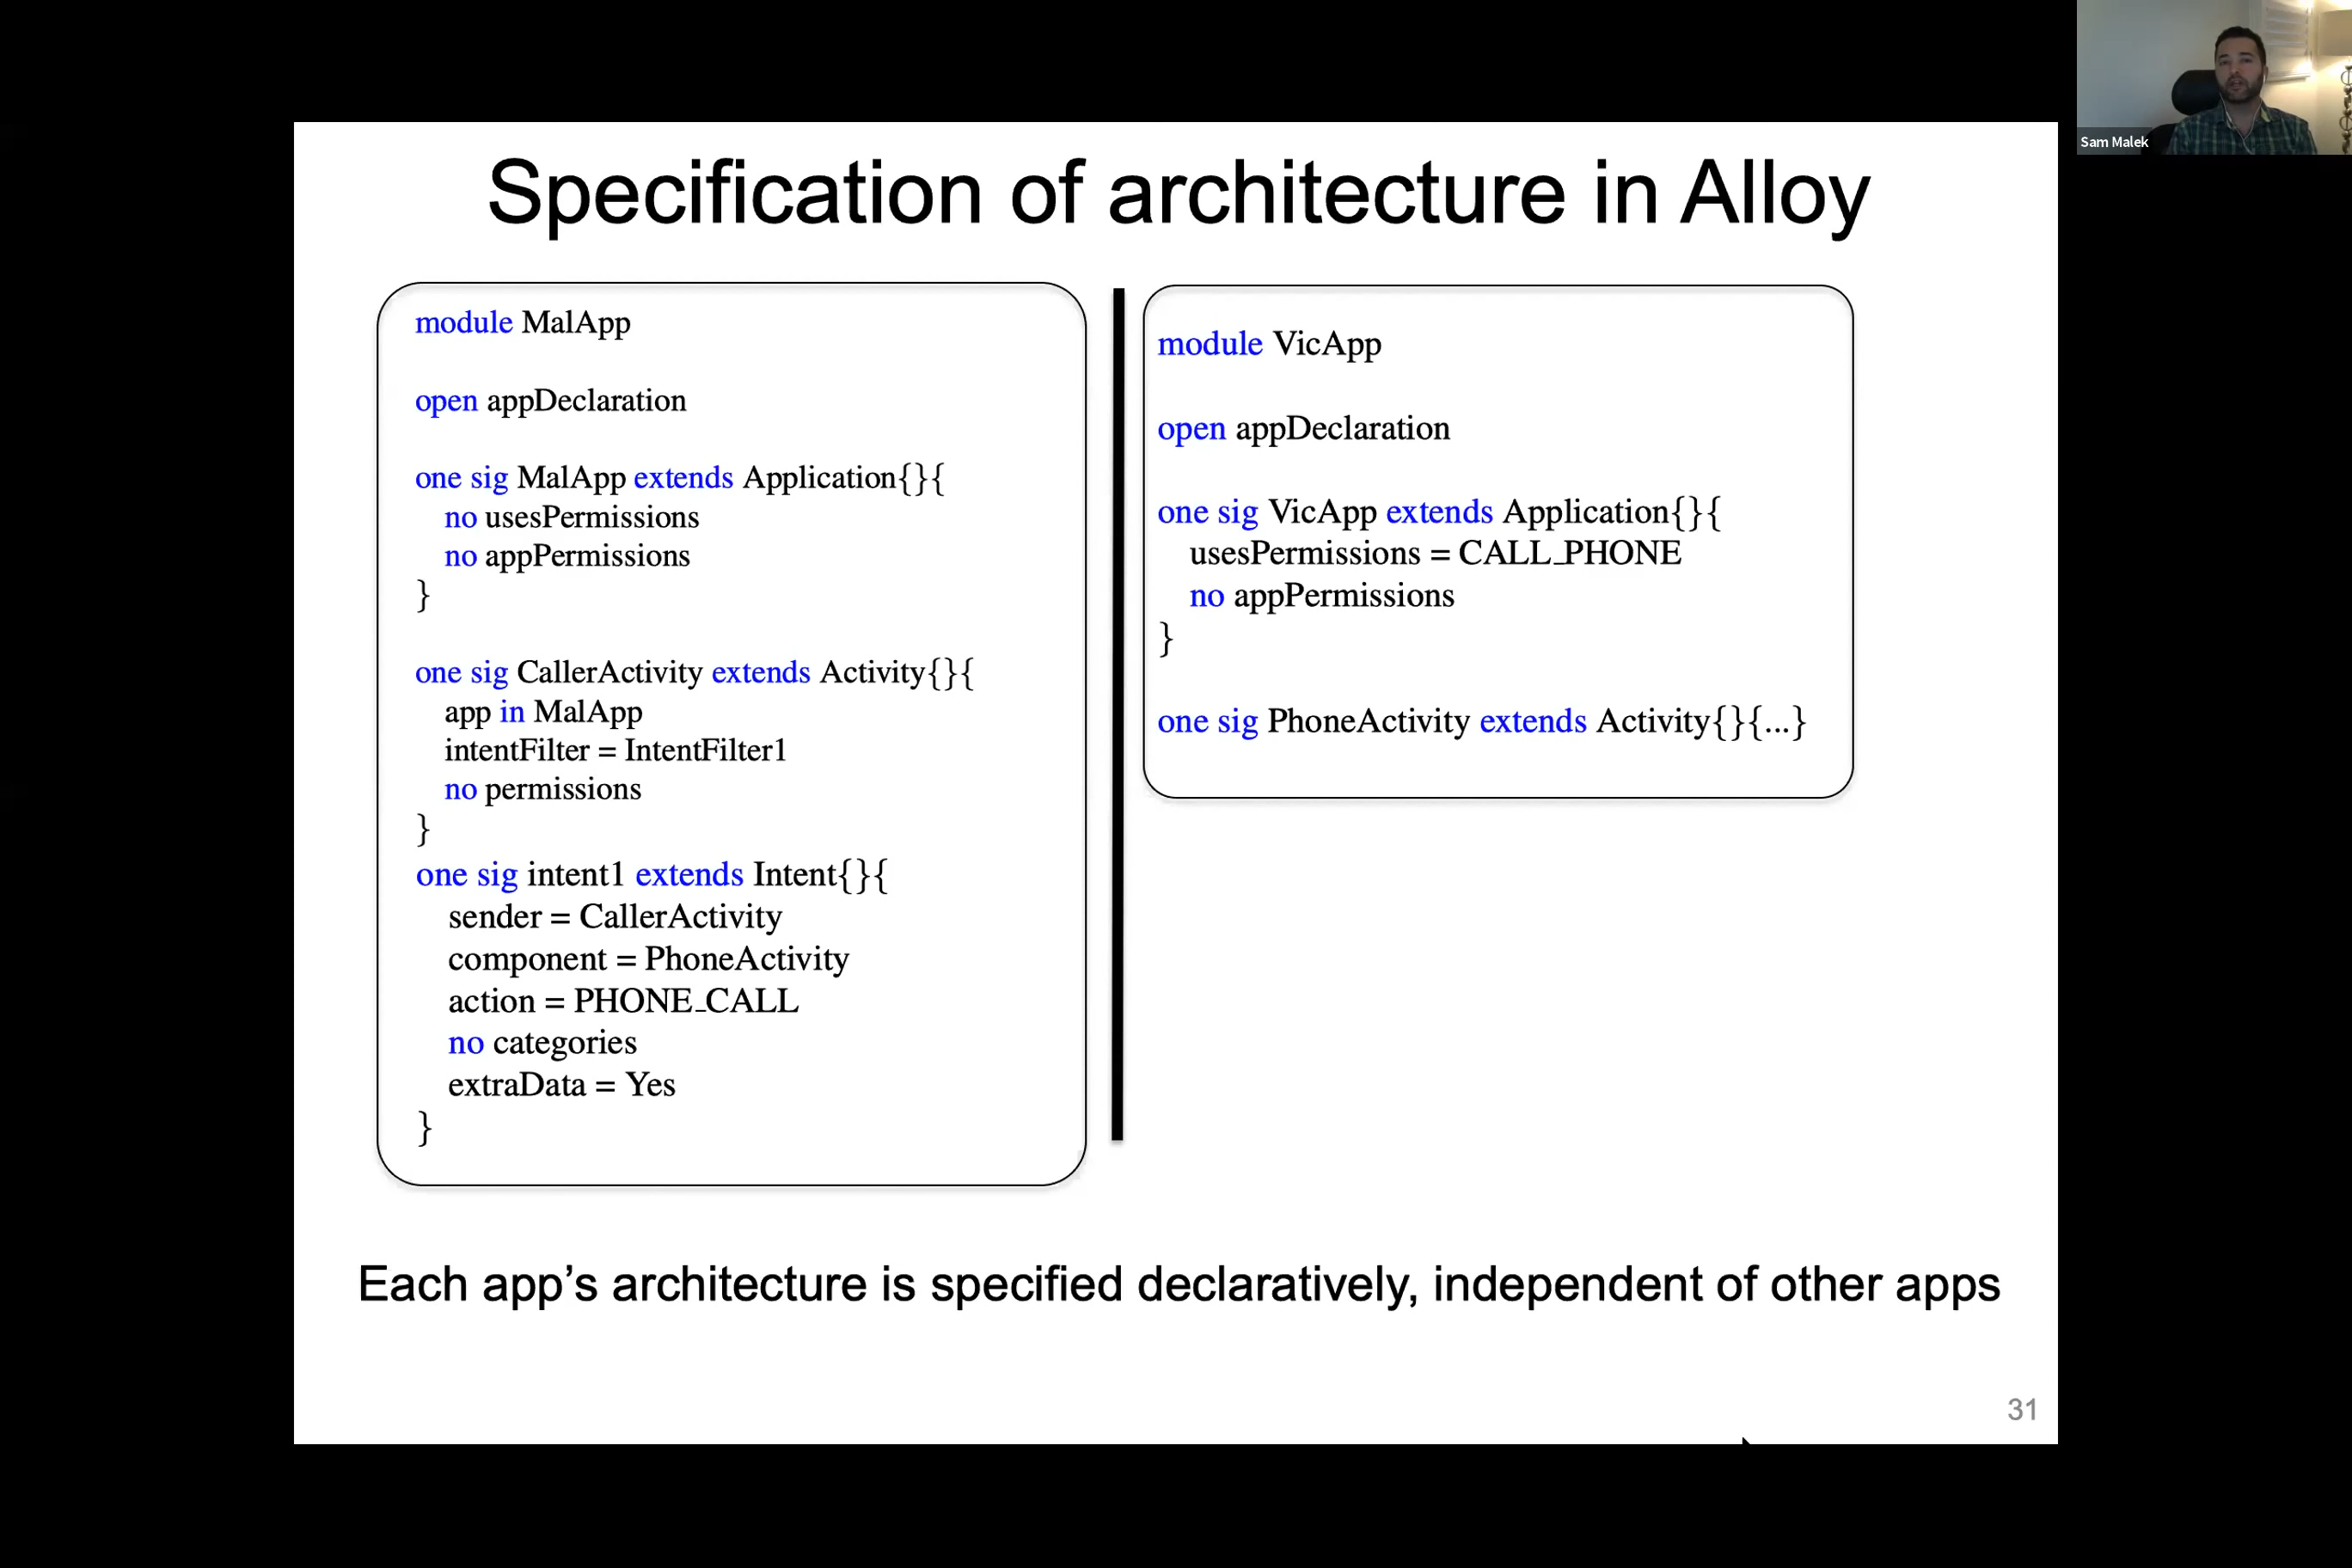 Sam Malek
Specification of architecture in Alloy
module MalApp
open appDeclaration
one sig MalApp extends Application{}{
no usesPermissions
no appPermissions
}
one sig CallerActivity extends Activity{}{
app in MalApp
intentFilter = IntentFilter1
no permissions
}
one sig intent1 extends Intent{}{
sender = CallerActivity
component = PhoneActivity
action = PHONE_CALL
no categories
extraData = Yes
}
module VicApp
open appDeclaration
one sig VicApp extends Application{}{
usesPermissions = CALL_PHONE
no appPermissions
}
one sig PhoneActivity extends Activity{}{...}
Each app’s architecture is specified declaratively, independent of other apps
31